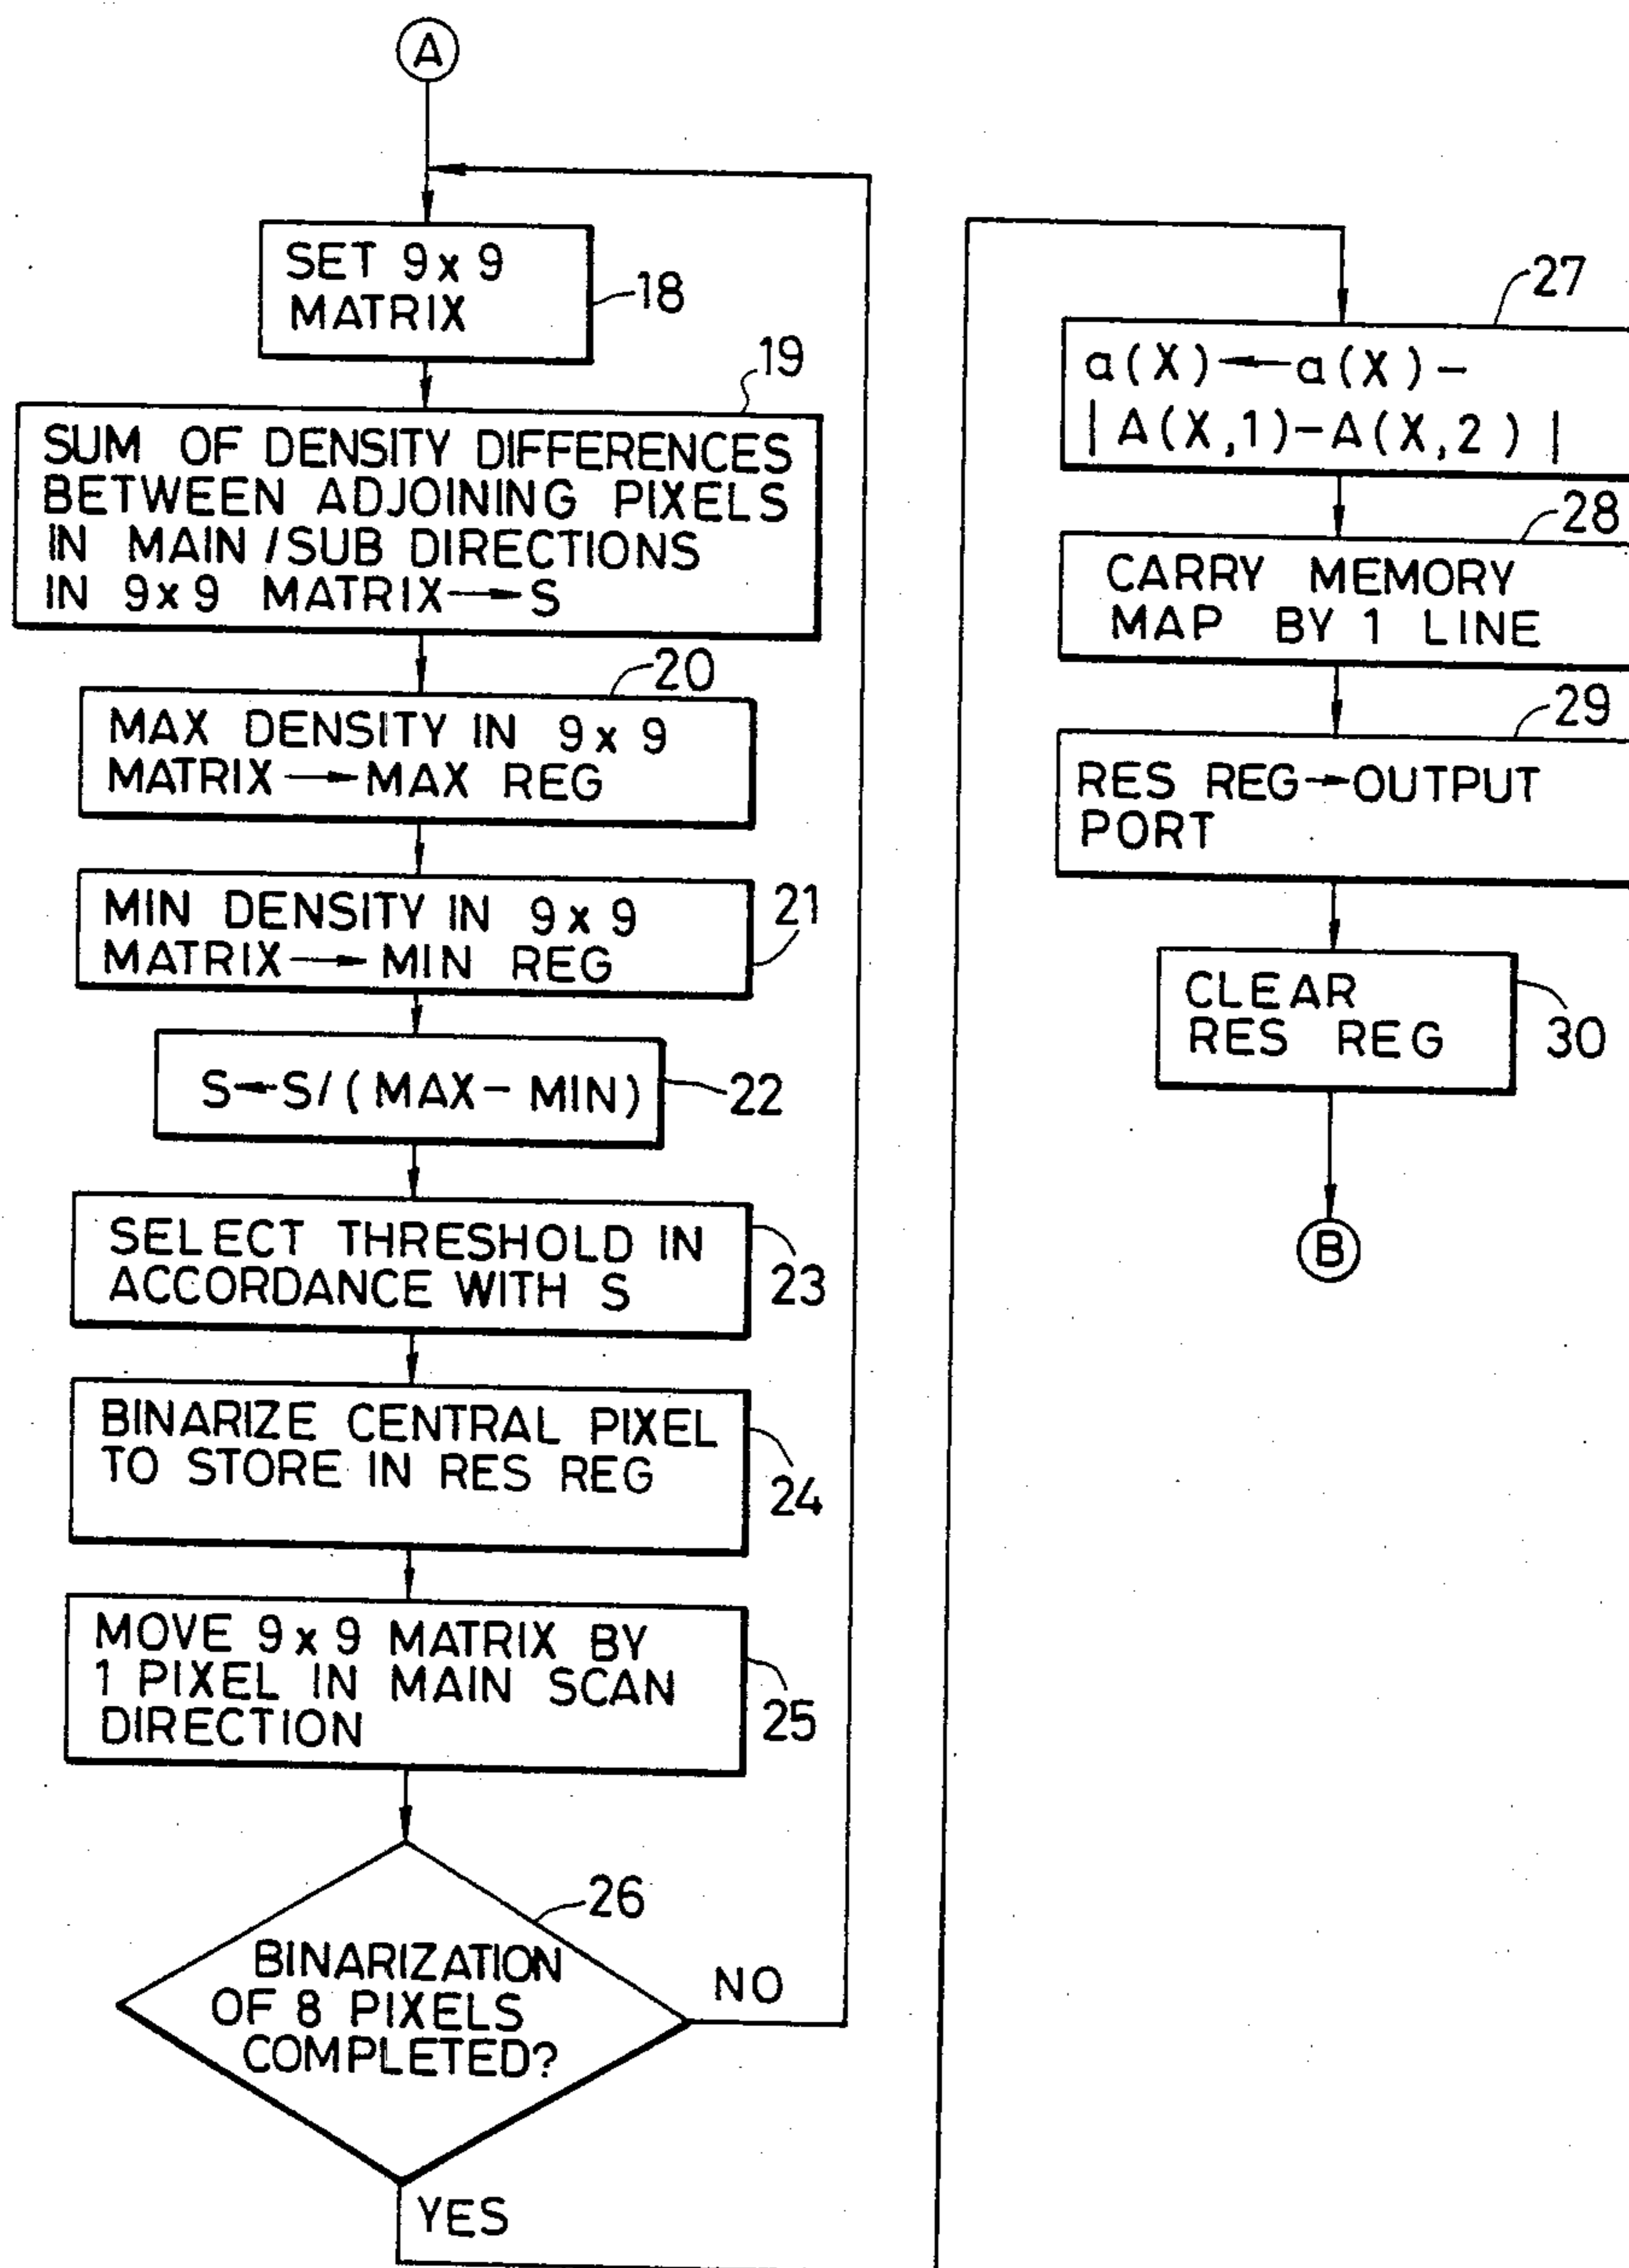 A
SET 9x9
MATRIX
18
19
SUM OF DENSITY DIFFERENCES
BETWEEN ADJOINING PIXELS
IN MAIN/SUB DIRECTIONS
IN 9x9 MATRIX→S
20
MAX DENSITY IN 9x9
MATRIX→MAX REG
MIN DENSITY IN 9x9
MATRIX→MIN REG
21
S←S/(MAX-MIN)
22
SELECT THRESHOLD IN
ACCORDANCE WITH S
23
BINARIZE CENTRAL PIXEL
TO STORE IN RES REG
24
MOVE 9x9 MATRIX BY
1 PIXEL IN MAIN SCAN
DIRECTION
25
26
BINARIZATION
OF 8 PIXELS
COMPLETED?
NO
YES
27
a(X)←a(X)-
|A(X,1)-A(X,2)|
28
CARRY MEMORY
MAP BY 1 LINE
29
RES REG→OUTPUT
PORT
CLEAR
RES REG
30
B